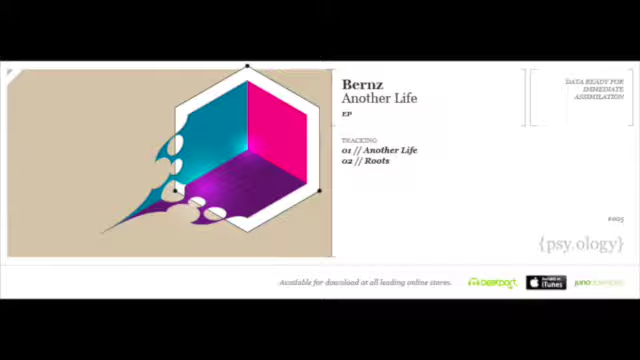 Bernz
Another Life
EP
DATA READY FOR
IMMEDIATE
ASSIMILATION
TRACKING
01 // Another Life
02 // Roots
#005
{psy.ology}
Available for download at all leading online stores.
beatport
iTunes
junodownload